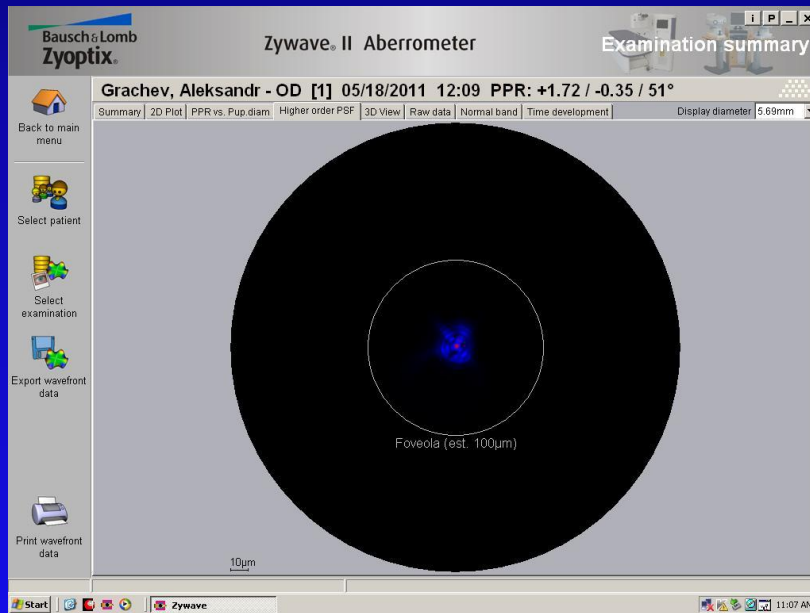 Bausch & Lomb
Zyoptix®
Zywave® II Aberrometer
i P _ X
Examination summary
Grachev, Aleksandr - OD [1] 05/18/2011 12:09 PPR: +1.72 / -0.35 / 51°
Summary 2D Plot PPR vs. Pup.diam Higher order PSF 3D View Raw data Normal band Time development Display diameter 5.69mm
Back to main
menu
Select patient
Select
examination
Export wavefront
data
Print wavefront
data
Foveola (est. 100µm)
10µm
Start Zywave 11:07 AM